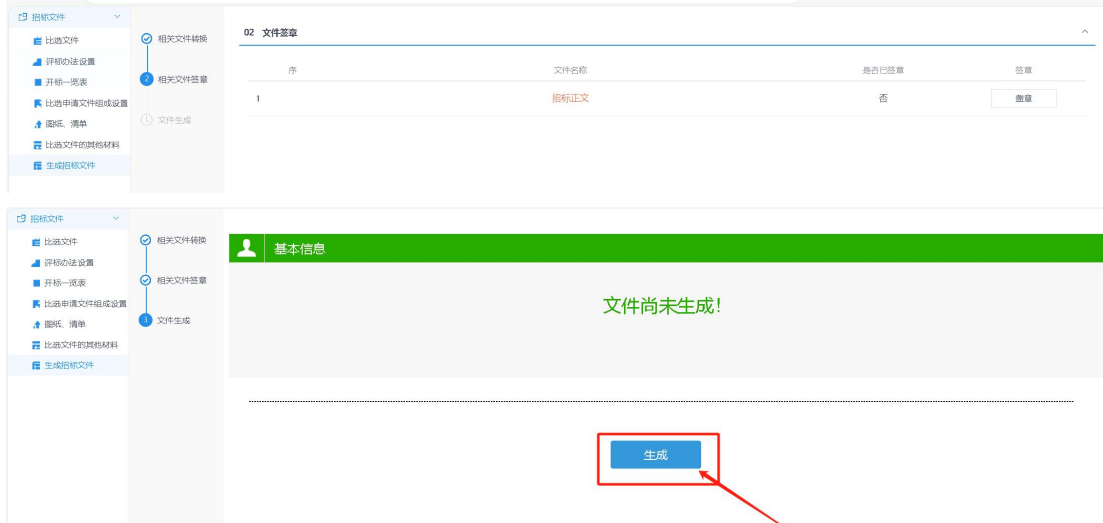 招标文件
比选文件
评标办法设置
开标一览表
比选申请文件组成设置
图纸、清单
比选文件的其他材料
生成招标文件
相关文件转换
2 相关文件签章
文件生成
02 文件签章
序 文件名称 是否已签章 签章
1 招标正文 否 盖章
招标文件
比选文件
评标办法设置
开标一览表
比选申请文件组成设置
图纸、清单
比选文件的其他材料
生成招标文件
相关文件转换
相关文件签章
3 文件生成
基本信息
文件尚未生成!
生成